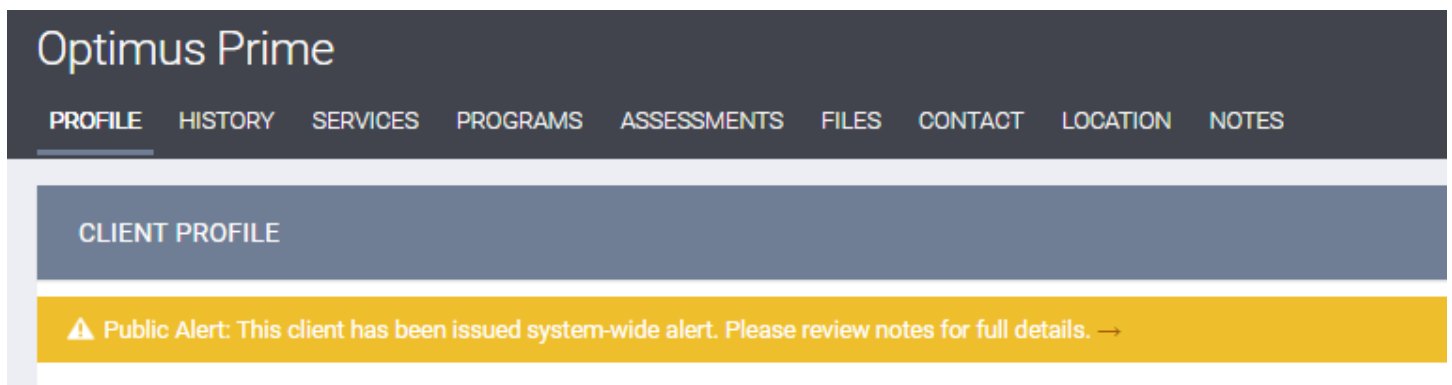 Optimus Prime
PROFILE HISTORY SERVICES PROGRAMS ASSESSMENTS FILES CONTACT LOCATION NOTES
CLIENT PROFILE
Public Alert: This client has been issued system-wide alert. Please review notes for full details. →